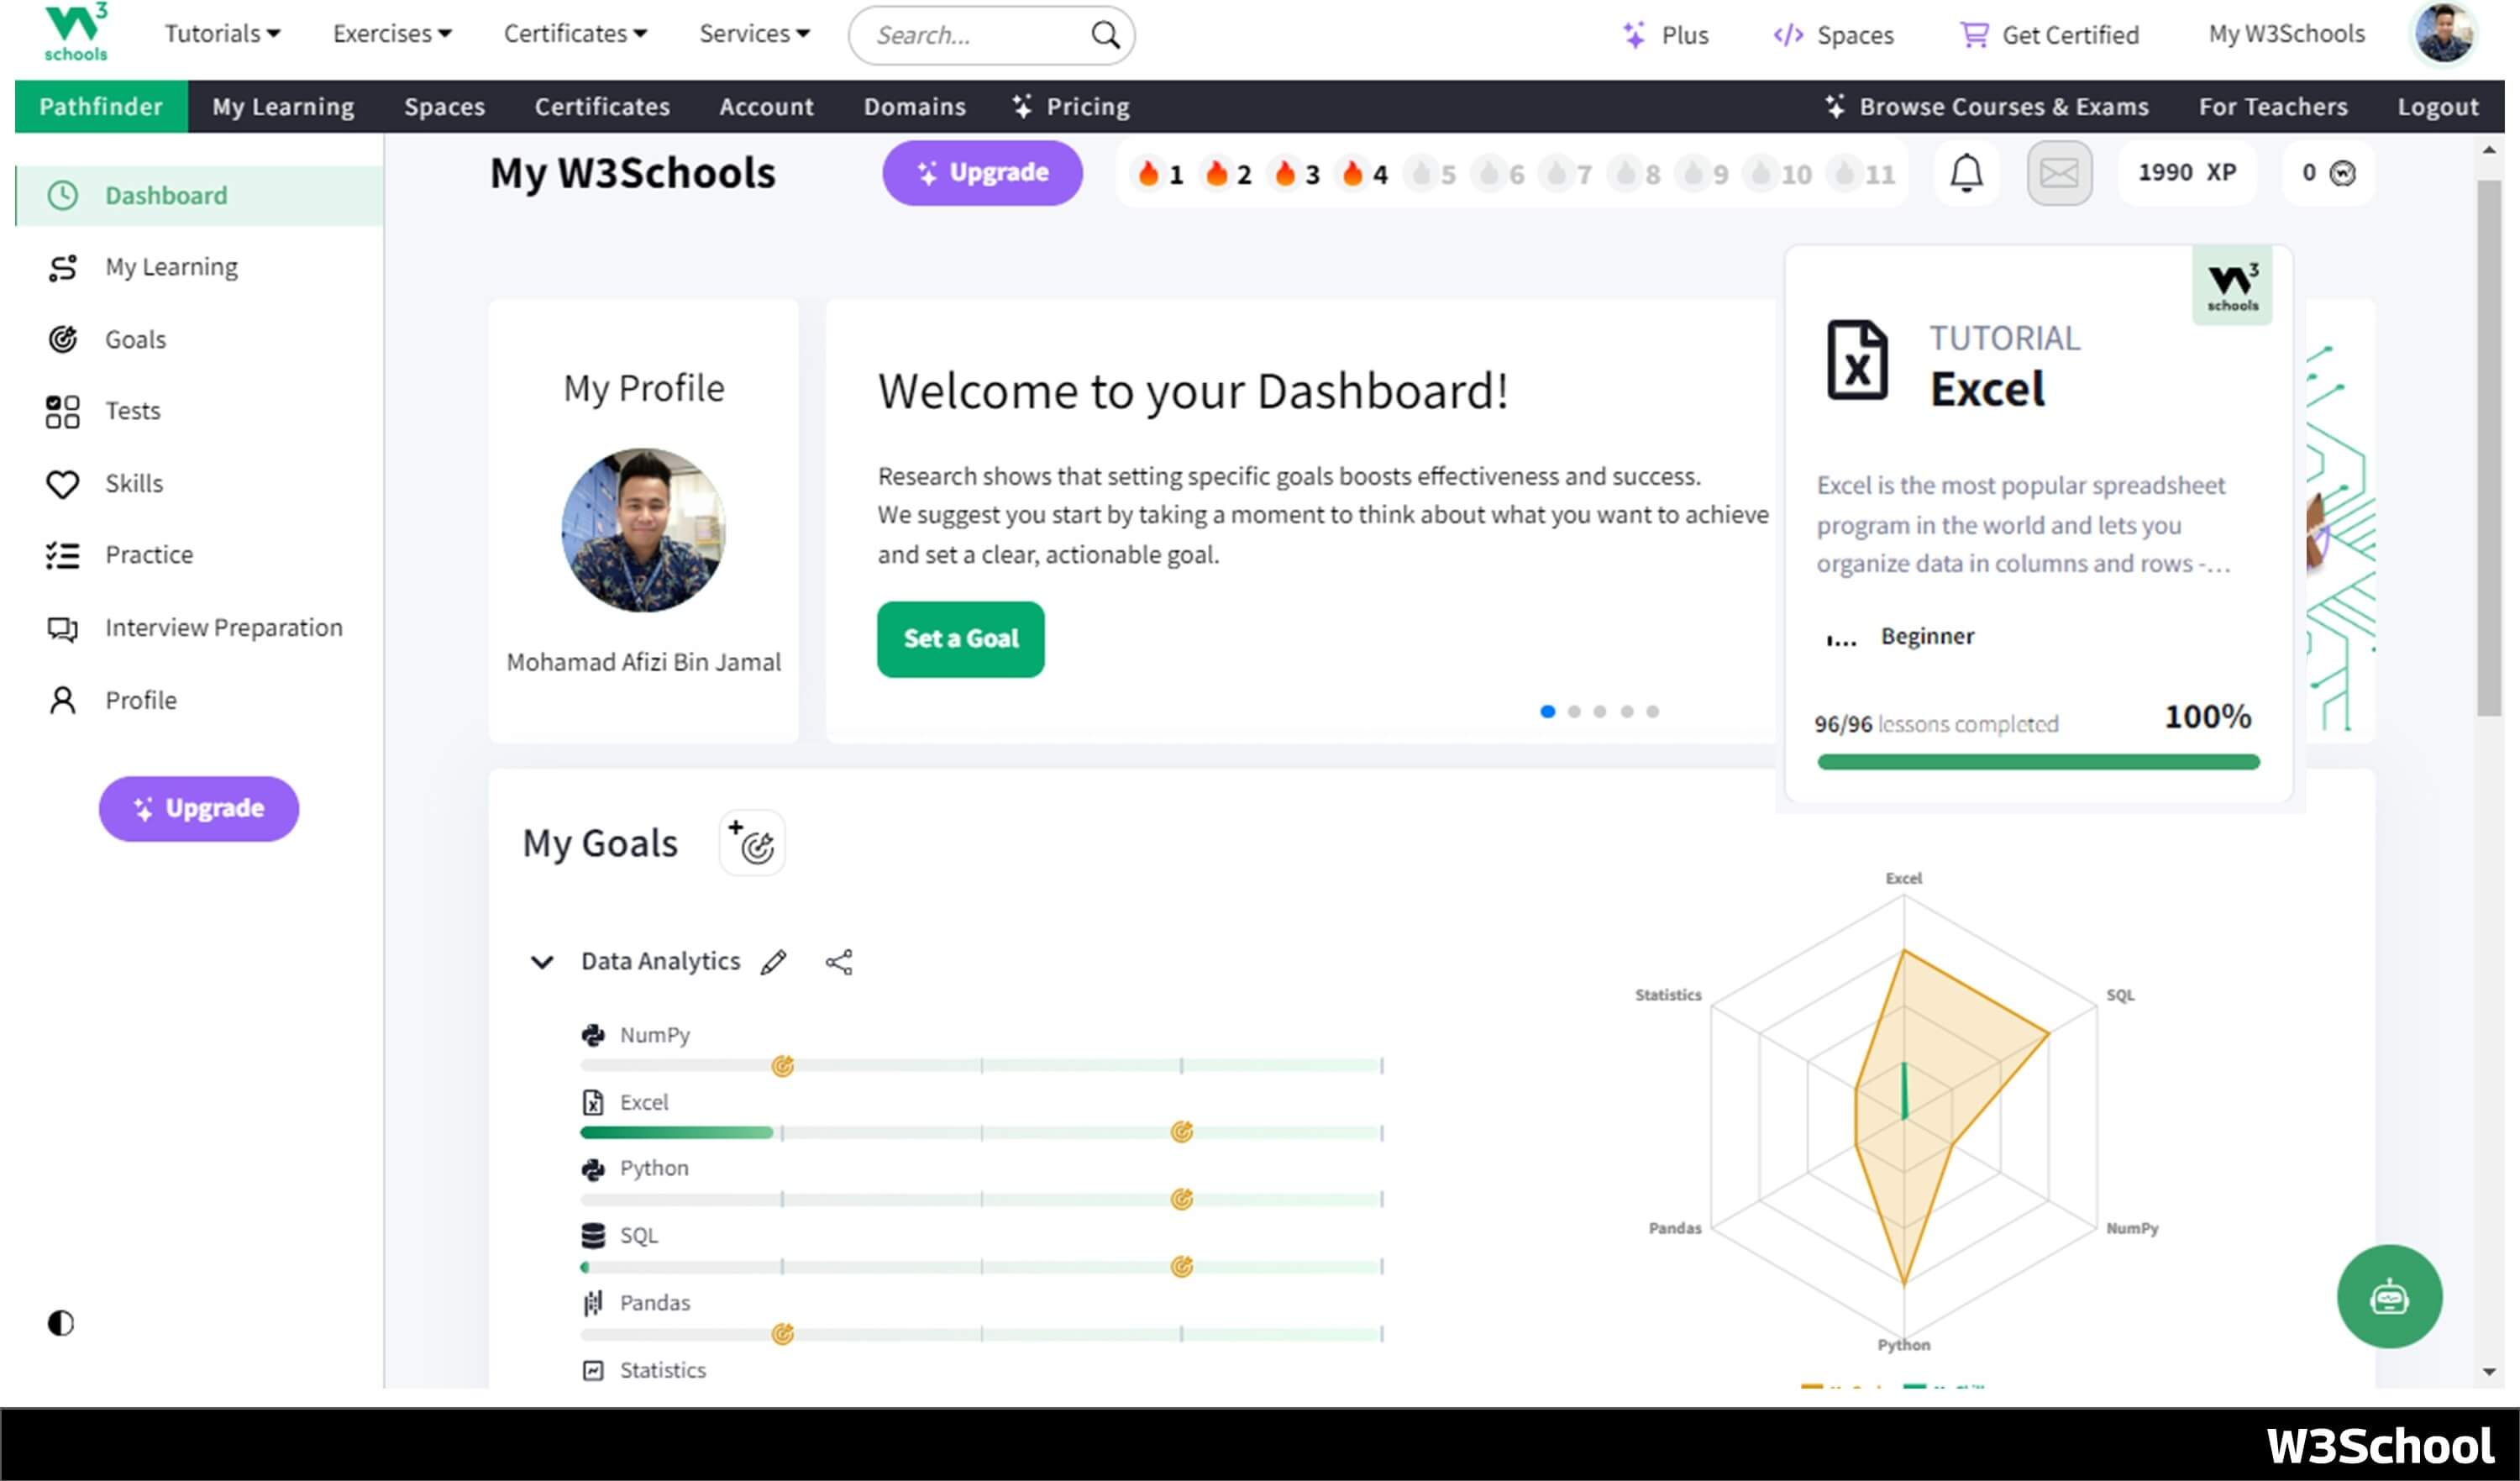 W3 schools
Tutorials Exercises Certificates Services Search... Plus Spaces Get Certified My W3Schools
Pathfinder My Learning Spaces Certificates Account Domains Pricing Browse Courses & Exams For Teachers Logout
Dashboard
My Learning
Goals
Tests
Skills
Practice
Interview Preparation
Profile
Upgrade
My W3Schools Upgrade 1 2 3 4 5 6 7 8 9 10 11 1990 XP 0
My Profile
Mohamad Afizi Bin Jamal
Welcome to your Dashboard!
Research shows that setting specific goals boosts effectiveness and success.
We suggest you start by taking a moment to think about what you want to achieve
and set a clear, actionable goal.
Set a Goal
W3 schools
TUTORIAL
Excel
Excel is the most popular spreadsheet
program in the world and lets you
organize data in columns and rows -...
Beginner
96/96 lessons completed 100%
My Goals
Data Analytics
NumPy
Excel
Python
SQL
Pandas
Statistics
Excel
SQL
NumPy
Python
Pandas
Statistics
W3School